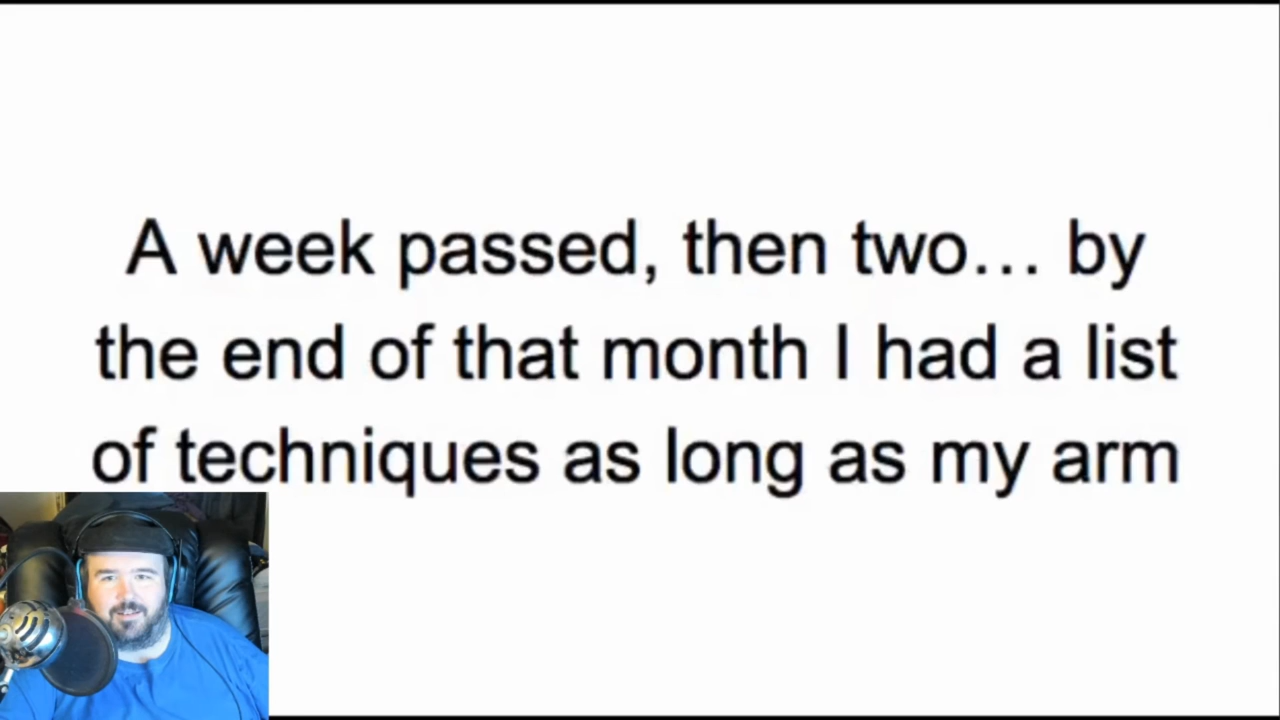 A week passed, then two… by
the end of that month I had a list
of techniques as long as my arm